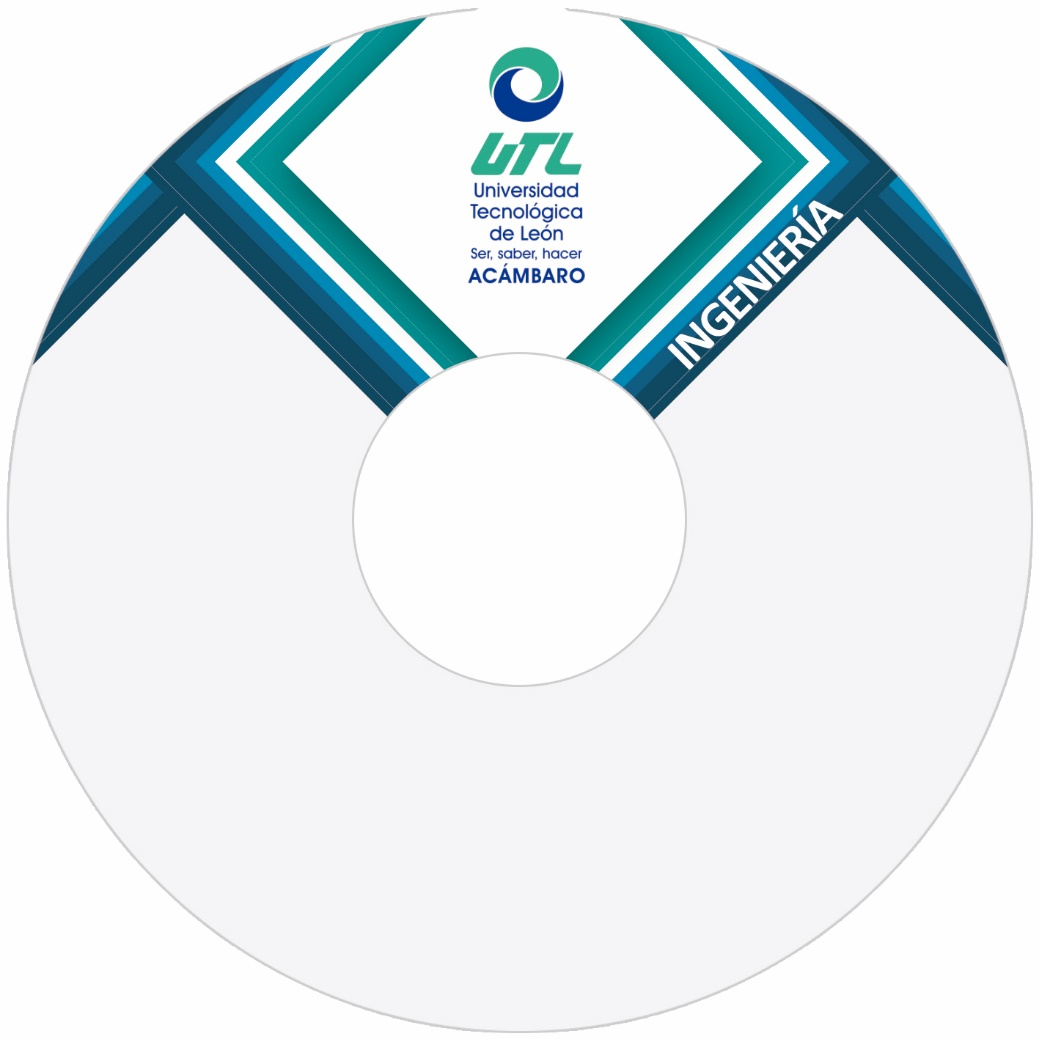 UTL
Universidad
Tecnológica
de León
Ser, saber, hacer
ACÁMBARO
INGENIERÍA